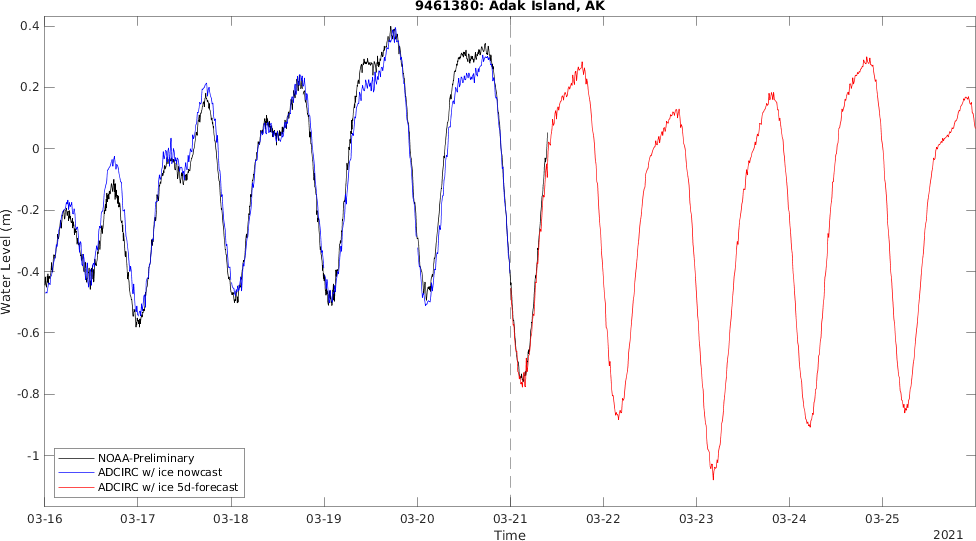 9461380: Adak Island, AK
Water Level (m)
0.4
0.2
0
-0.2
-0.4
-0.6
-0.8
-1
NOAA-Preliminary
ADCIRC w/ ice nowcast
ADCIRC w/ ice 5d-forecast
03-16 03-17 03-18 03-19 03-20 03-21 03-22 03-23 03-24 03-25
Time
2021